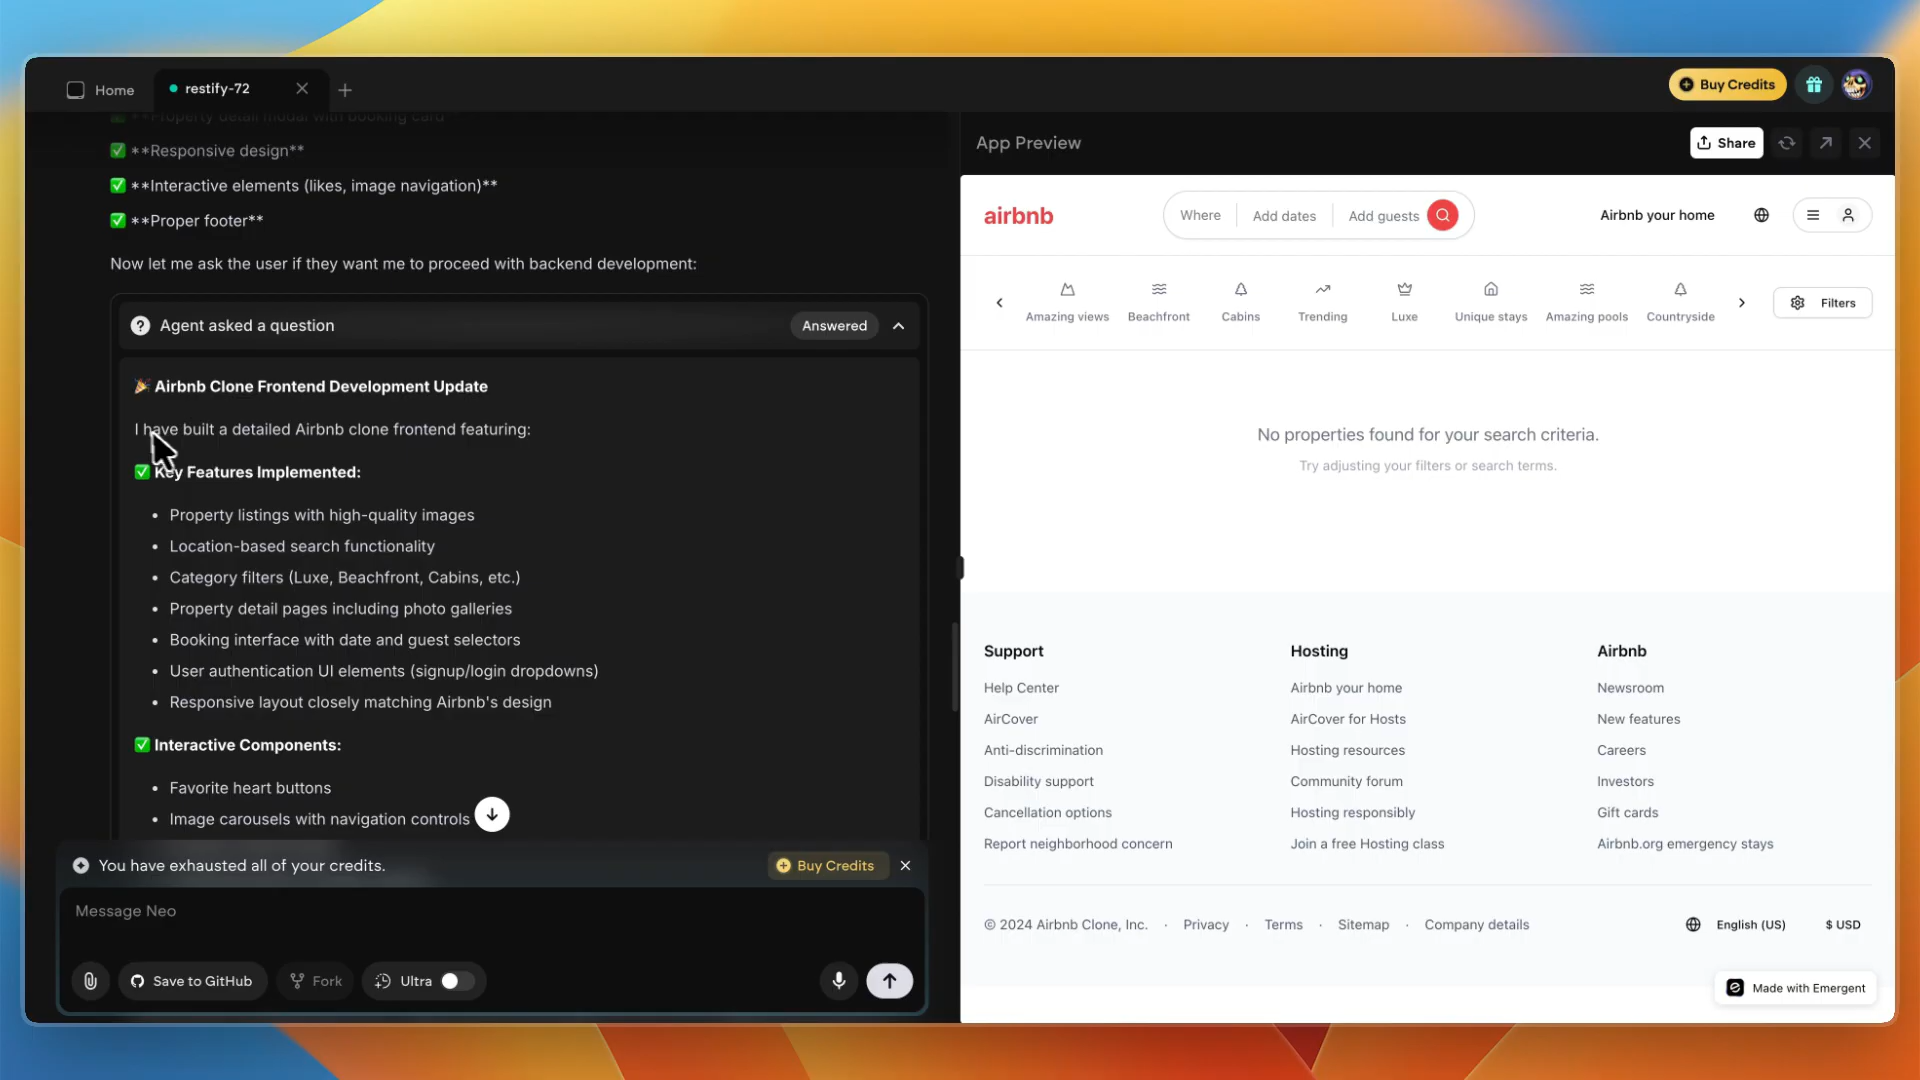 Home
restify-72
Buy Credits
**Property detail modal with booking card**
**Responsive design**
**Interactive elements (likes, image navigation)**
**Proper footer**
Now let me ask the user if they want me to proceed with backend development:
Agent asked a question
Answered
Airbnb Clone Frontend Development Update
I have built a detailed Airbnb clone frontend featuring:
Key Features Implemented:
• Property listings with high-quality images
• Location-based search functionality
• Category filters (Luxe, Beachfront, Cabins, etc.)
• Property detail pages including photo galleries
• Booking interface with date and guest selectors
• User authentication UI elements (signup/login dropdowns)
• Responsive layout closely matching Airbnb's design
Interactive Components:
• Favorite heart buttons
• Image carousels with navigation controls
You have exhausted all of your credits.
Buy Credits
Message Neo
Save to GitHub
Fork
Ultra
App Preview
Share
airbnb
Where
Add dates
Add guests
Airbnb your home
Amazing views
Beachfront
Cabins
Trending
Luxe
Unique stays
Amazing pools
Countryside
Filters
No properties found for your search criteria.
Try adjusting your filters or search terms.
Support
Help Center
AirCover
Anti-discrimination
Disability support
Cancellation options
Report neighborhood concern
Hosting
Airbnb your home
AirCover for Hosts
Hosting resources
Community forum
Hosting responsibly
Join a free Hosting class
Airbnb
Newsroom
New features
Careers
Investors
Gift cards
Airbnb.org emergency stays
© 2024 Airbnb Clone, Inc. · Privacy · Terms · Sitemap · Company details
English (US)
$ USD
Made with Emergent